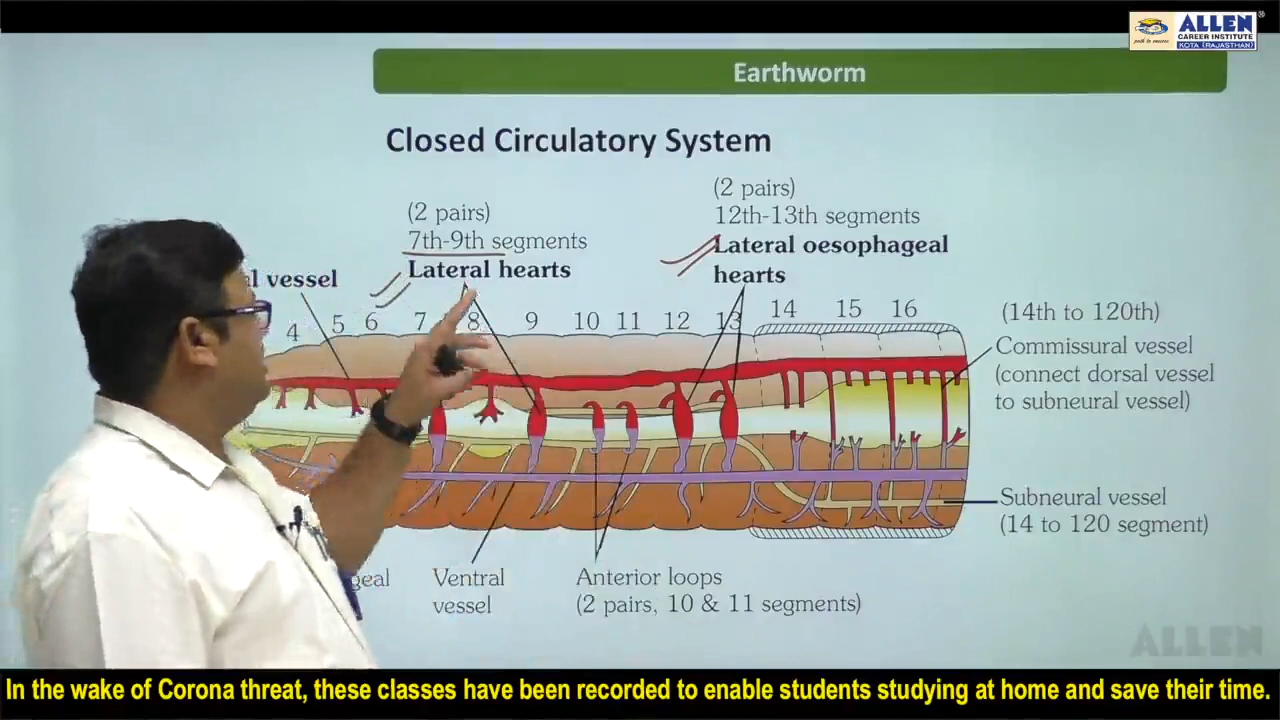 ALLEN
CAREER INSTITUTE
KOTA (RAJASTHAN)
path to success
Earthworm
Closed Circulatory System
(2 pairs)
7th-9th segments
Lateral hearts
(2 pairs)
12th-13th segments
Lateral oesophageal
hearts
l vessel
4 5 6 7 8 9 10 11 12 13 14 15 16
(14th to 120th)
Commissural vessel
(connect dorsal vessel
to subneural vessel)
Subneural vessel
(14 to 120 segment)
geal
Ventral
vessel
Anterior loops
(2 pairs, 10 & 11 segments)
ALLEN
In the wake of Corona threat, these classes have been recorded to enable students studying at home and save their time.